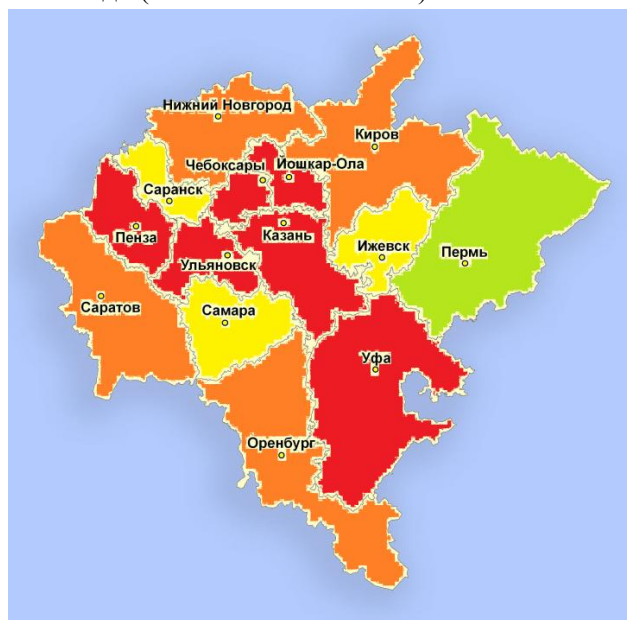 Нижний Новгород
Киров
Чебоксары
Йошкар-Ола
Саранск
Пенза
Казань
Ульяновск
Ижевск
Пермь
Саратов
Самара
Уфа
Оренбург